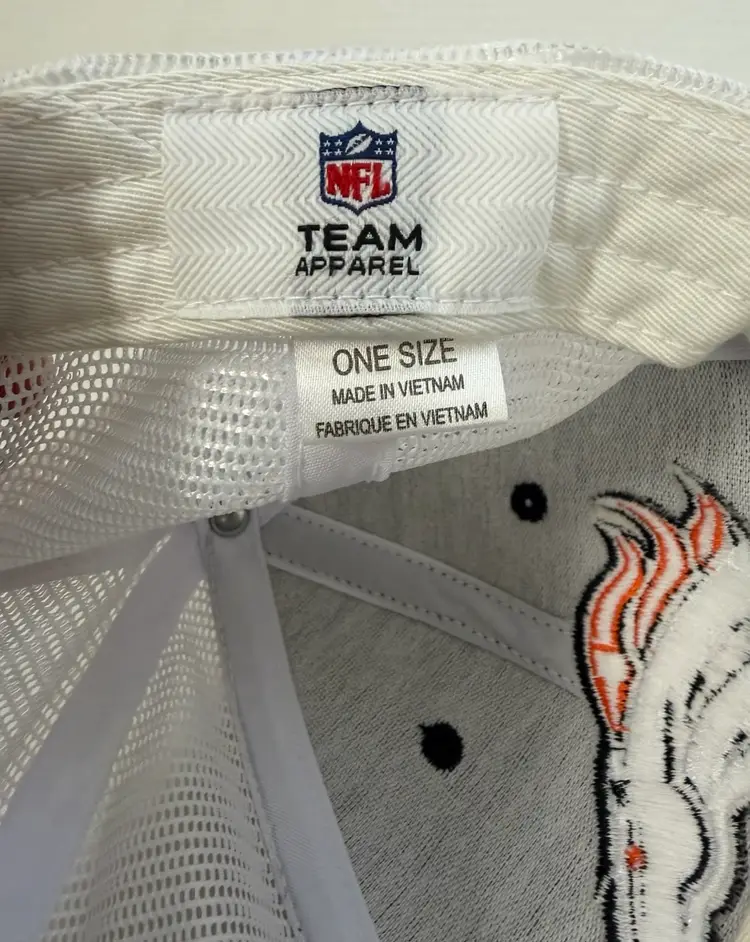 NFL
TEAM
APPAREL
ONE SIZE
MADE IN VIETNAM
FABRIQUE EN VIETNAM